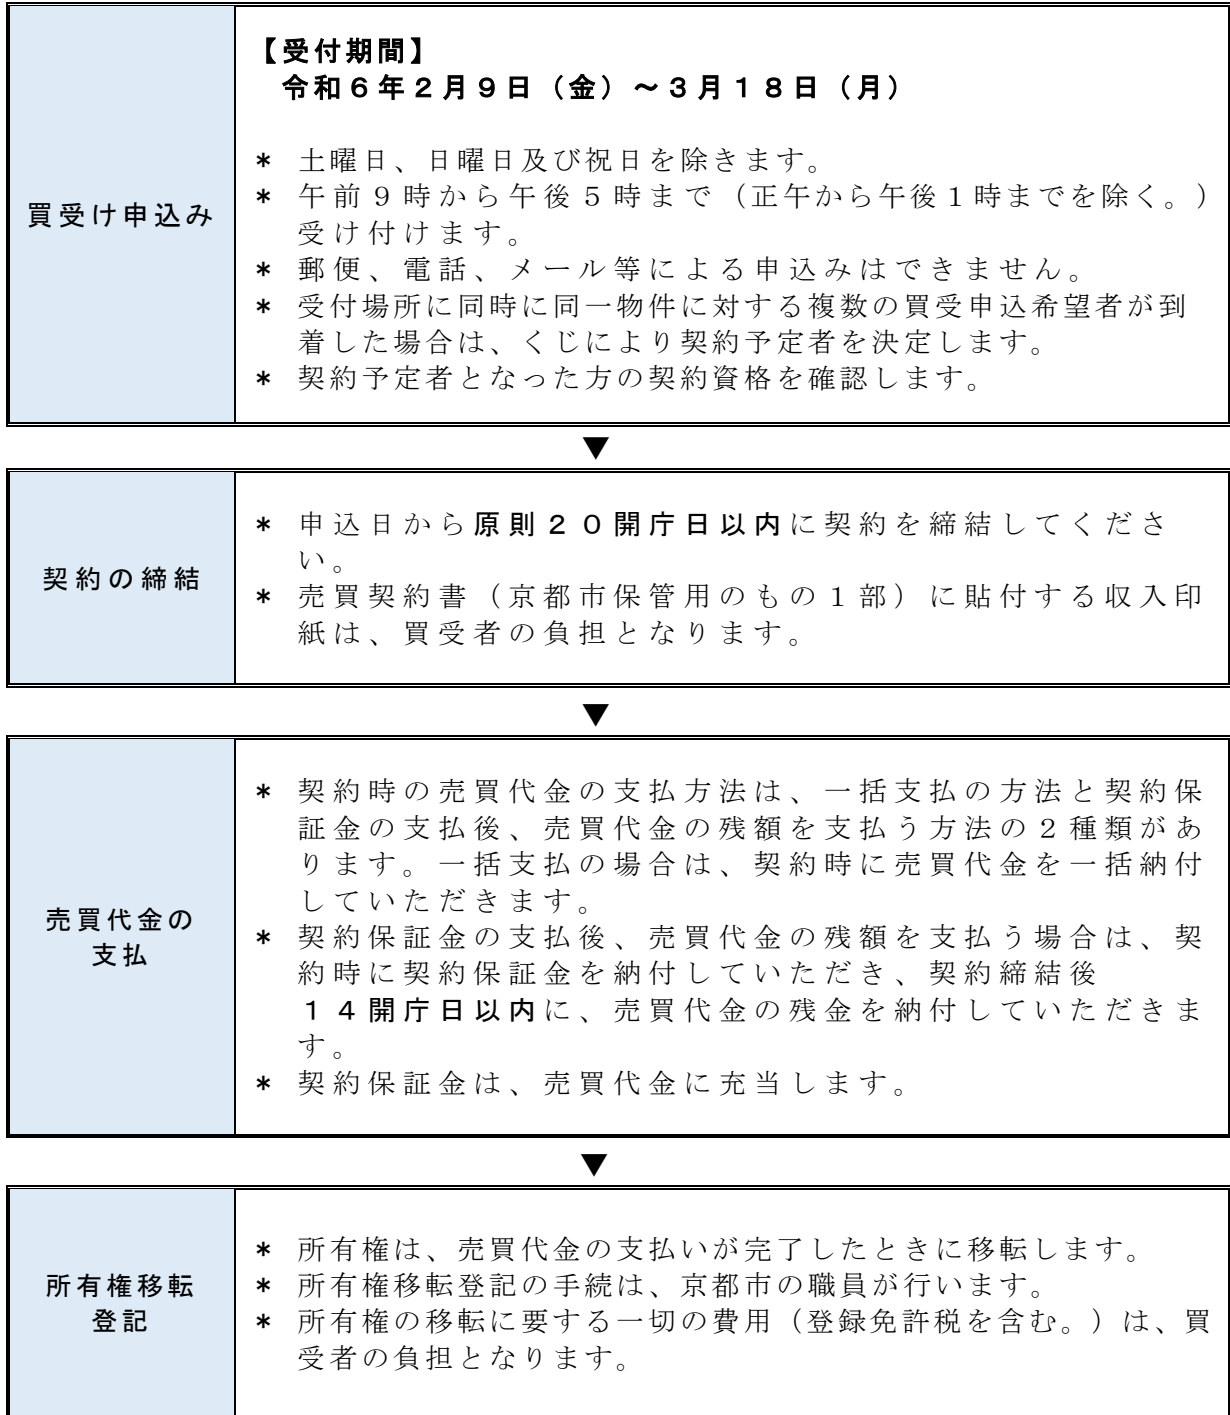 買受け申込み
【受付期間】
令和６年２月９日（金）～３月１８日（月）
* 土曜日、日曜日及び祝日を除きます。
* 午前９時から午後５時まで（正午から午後１時までを除く。）
受け付けます。
* 郵便、電話、メール等による申込みはできません。
* 受付場所に同時に同一物件に対する複数の買受申込希望者が到
着した場合は、くじにより契約予定者を決定します。
* 契約予定者となった方の契約資格を確認します。
▼
契約の締結
* 申込日から原則２０開庁日以内に契約を締結してくださ
い。
* 売買契約書（京都市保管用のもの１部）に貼付する収入印
紙は、買受者の負担となります。
▼
売買代金の
支払
* 契約時の売買代金の支払方法は、一括支払の方法と契約保
証金の支払後、売買代金の残額を支払う方法の２種類があ
ります。一括支払の場合は、契約時に売買代金を一括納付
していただきます。
* 契約保証金の支払後、売買代金の残額を支払う場合は、契
約時に契約保証金を納付していただき、契約締結後
１４開庁日以内に、売買代金の残金を納付していただきま
す。
* 契約保証金は、売買代金に充当します。
▼
所有権移転
登記
* 所有権は、売買代金の支払いが完了したときに移転します。
* 所有権移転登記の手続は、京都市の職員が行います。
* 所有権の移転に要する一切の費用（登録免許税を含む。）は、買
受者の負担となります。